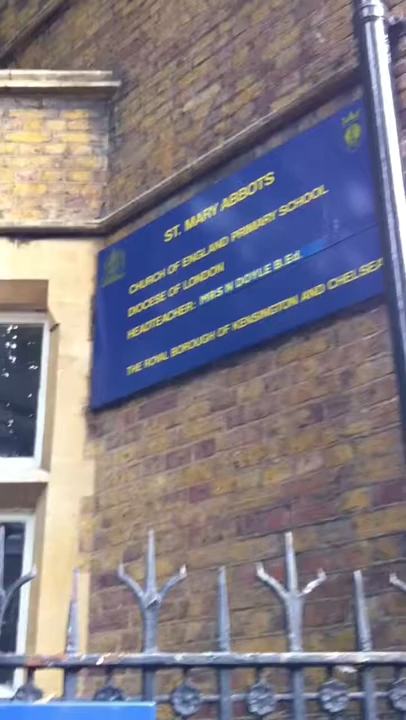 ST. MARY ABBOTS
CHURCH OF ENGLAND PRIMARY SCHOOL
DIOCESE OF LONDON
HEADTEACHER: MRS N DOYLE B.Ed.
THE ROYAL BOROUGH OF KENSINGTON AND CHELSEA